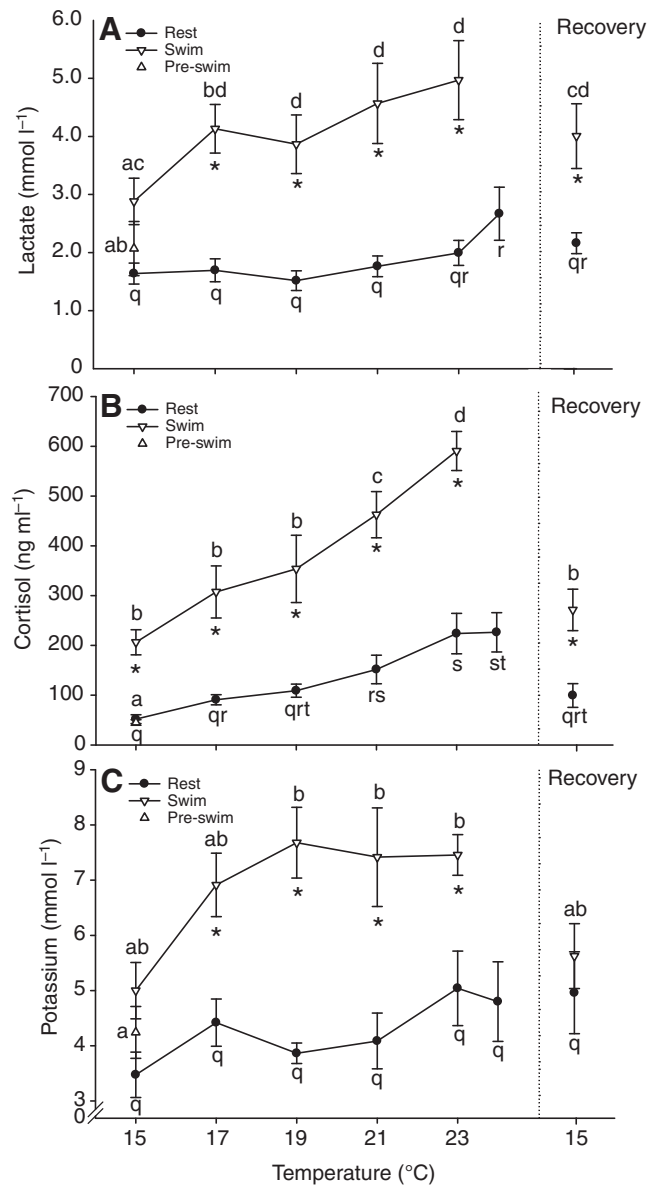 A
Rest
Swim
Pre-swim
Recovery
6.0
5.0
4.0
3.0
2.0
1.0
0
Lactate (mmol l⁻¹)
ac
bd
d
d
d
cd
*
*
*
*
*
ab
q
q
q
q
qr
r
qr
B
Rest
Swim
Pre-swim
Recovery
700
600
500
400
300
200
100
0
Cortisol (ng ml⁻¹)
b
b
b
c
d
b
*
*
*
*
*
*
a
q
qr
qrt
rs
s
st
qrt
C
Rest
Swim
Pre-swim
Recovery
9
8
7
6
5
4
3
0
Potassium (mmol l⁻¹)
ab
ab
b
b
b
ab
*
*
*
*
a
q
q
q
q
q
q
q
15
17
19
21
23
15
Temperature (°C)